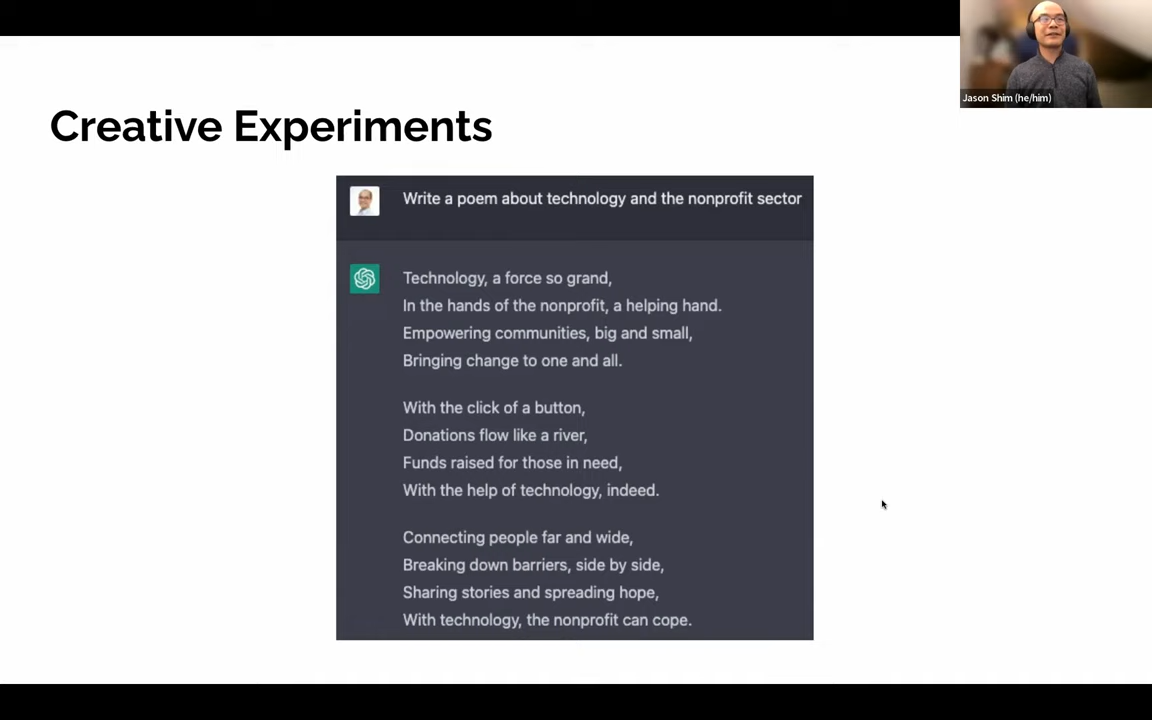 Jason Shim (he/him)
Creative Experiments
Write a poem about technology and the nonprofit sector
Technology, a force so grand,
In the hands of the nonprofit, a helping hand.
Empowering communities, big and small,
Bringing change to one and all.
With the click of a button,
Donations flow like a river,
Funds raised for those in need,
With the help of technology, indeed.
Connecting people far and wide,
Breaking down barriers, side by side,
Sharing stories and spreading hope,
With technology, the nonprofit can cope.